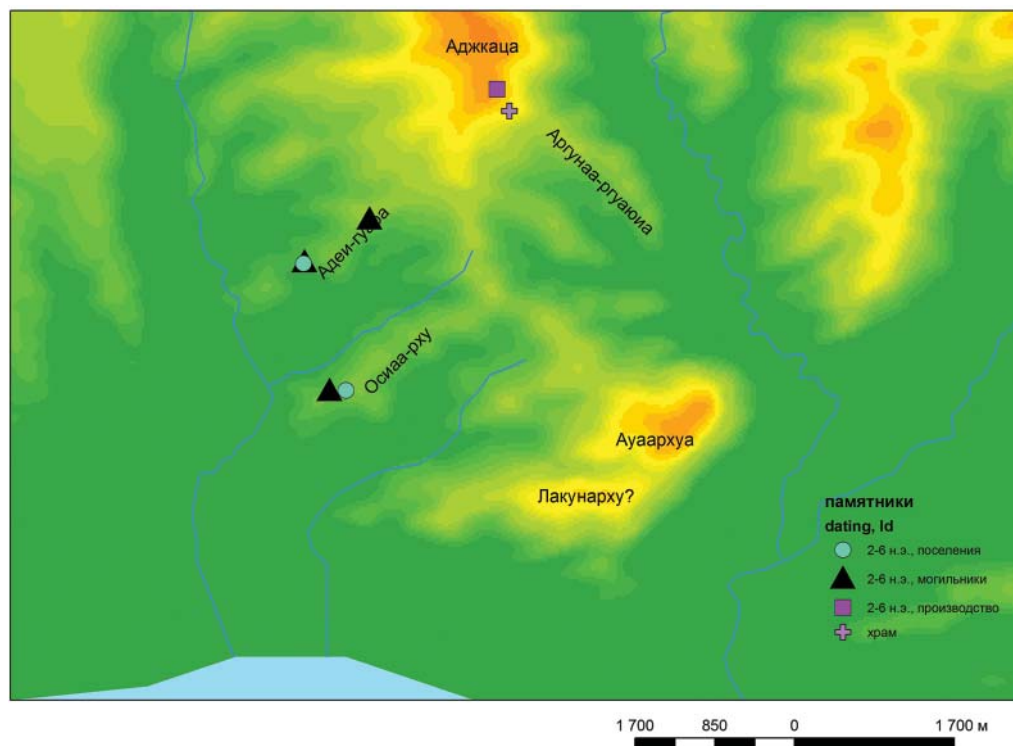 Аджкаца
Аргунаа-ргуаюиа
Адеи-гуара
Осиаа-рху
Ауаархуа
Лакунарху?
памятники
dating, Id
2-6 н.э., поселения
2-6 н.э., могильники
2-6 н.э., производство
храм
1 700 850 0 1 700 м